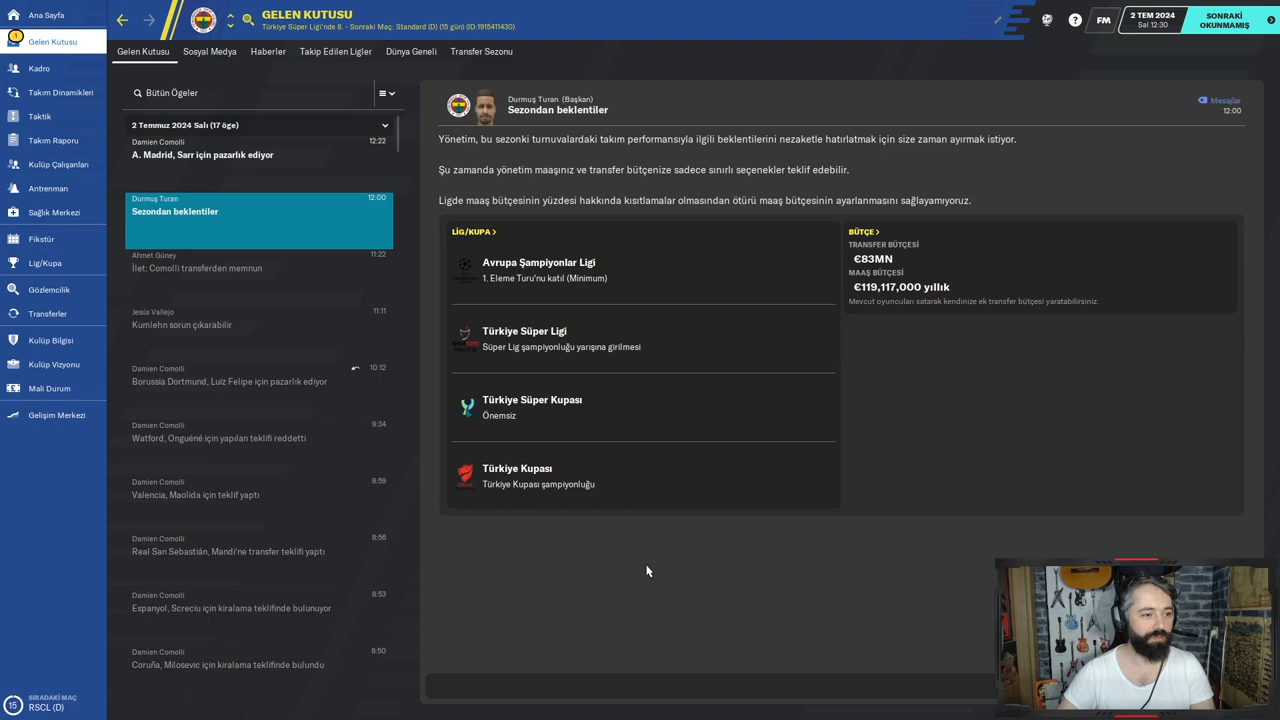 Ana Sayfa
1
Gelen Kutusu
Kadro
Takım Dinamikleri
Taktik
Takım Raporu
Kulüp Çalışanları
Antrenman
Sağlık Merkezi
Fikstür
Lig/Kupa
Gözlemcilik
Transferler
Kulüp Bilgisi
Kulüp Vizyonu
Mali Durum
Gelişim Merkezi
15
SIRADAKİ MAÇ
RSCL (D)
GELEN KUTUSU
Türkiye Süper Ligi'nde 8. - Sonraki Maç: Standard (D) (15 gün) (ID:1915411430)
?
FM
2 TEM 2024
Sal 12:30
SONRAKİ
OKUNMAMIŞ
Gelen Kutusu
Sosyal Medya
Haberler
Takip Edilen Ligler
Dünya Geneli
Transfer Sezonu
Bütün Ögeler
2 Temmuz 2024 Salı (17 öge)
Damien Comolli 12:22
A. Madrid, Sarr için pazarlık ediyor
Durmuş Turan 12:00
Sezondan beklentiler
Ahmet Güney 11:22
İlet: Comolli transferden memnun
Jesús Vallejo 11:11
Kumlehn sorun çıkarabilir
Damien Comolli 10:12
Borussia Dortmund, Luiz Felipe için pazarlık ediyor
Damien Comolli 9:34
Watford, Onguéné için yapılan teklifi reddetti
Damien Comolli 8:59
Valencia, Maolida için teklif yaptı
Damien Comolli 8:56
Real San Sebastián, Mandi'ne transfer teklifi yaptı
Damien Comolli 8:53
Espanyol, Screciu için kiralama teklifinde bulunuyor
Damien Comolli 8:50
Coruña, Milosevic için kiralama teklifinde bulundu
Durmuş Turan (Başkan)
Sezondan beklentiler
Mesajlar
12:00
Yönetim, bu sezonki turnuvalardaki takım performansıyla ilgili beklentilerini nezaketle hatırlatmak için size zaman ayırmak istiyor.
Şu zamanda yönetim maaşınız ve transfer bütçenize sadece sınırlı seçenekler teklif edebilir.
Ligde maaş bütçesinin yüzdesi hakkında kısıtlamalar olmasından ötürü maaş bütçesinin ayarlanmasını sağlayamıyoruz.
LİG/KUPA >
Avrupa Şampiyonlar Ligi
1. Eleme Turu'nu katıl (Minimum)
Türkiye Süper Ligi
Süper Lig şampiyonluğu yarışına girilmesi
Türkiye Süper Kupası
Önemsiz
Türkiye Kupası
Türkiye Kupası şampiyonluğu
BÜTÇE >
TRANSFER BÜTÇESİ
€83MN
MAAŞ BÜTÇESİ
€119,117,000 yıllık
Mevcut oyuncuları satarak kendinize ek transfer bütçesi yaratabilirsiniz.